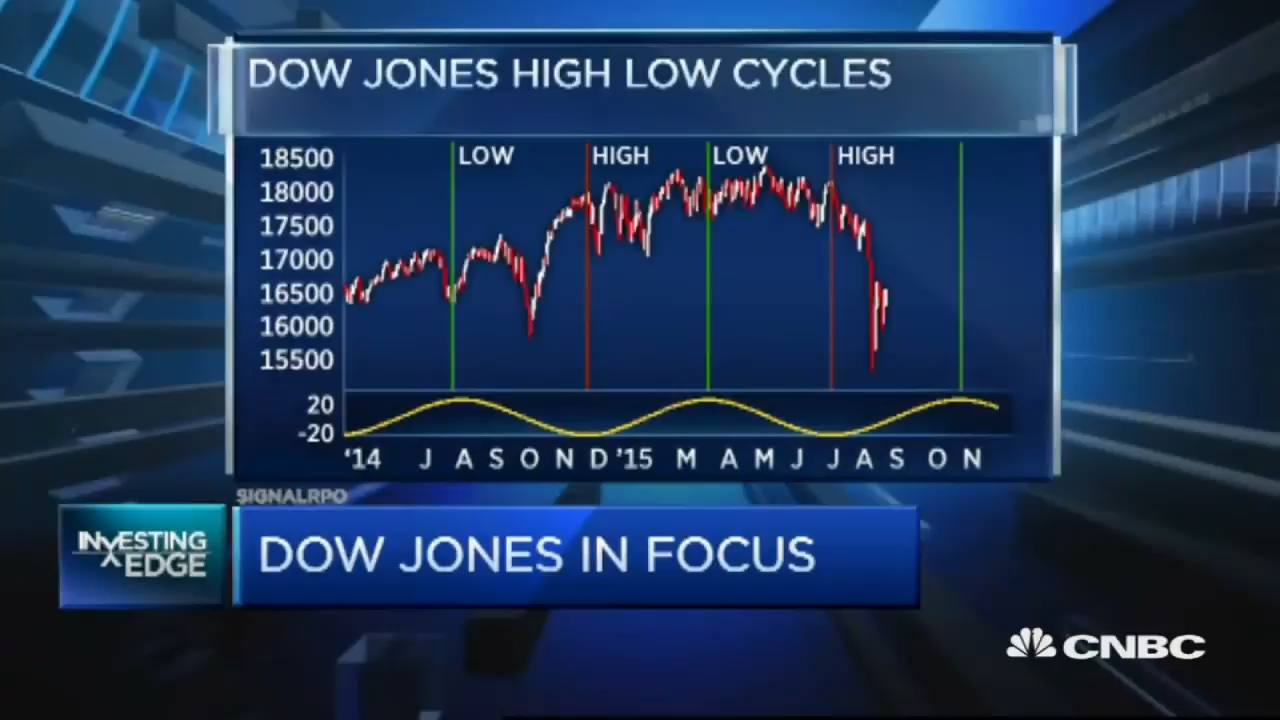 DOW JONES HIGH LOW CYCLES
LOW HIGH LOW HIGH
18500
18000
17500
17000
16500
16000
15500
20
-20
'14 J A S O N D '15 M A M J J A S O N
SIGNALRPO
INVESTING
EDGE
DOW JONES IN FOCUS
CNBC